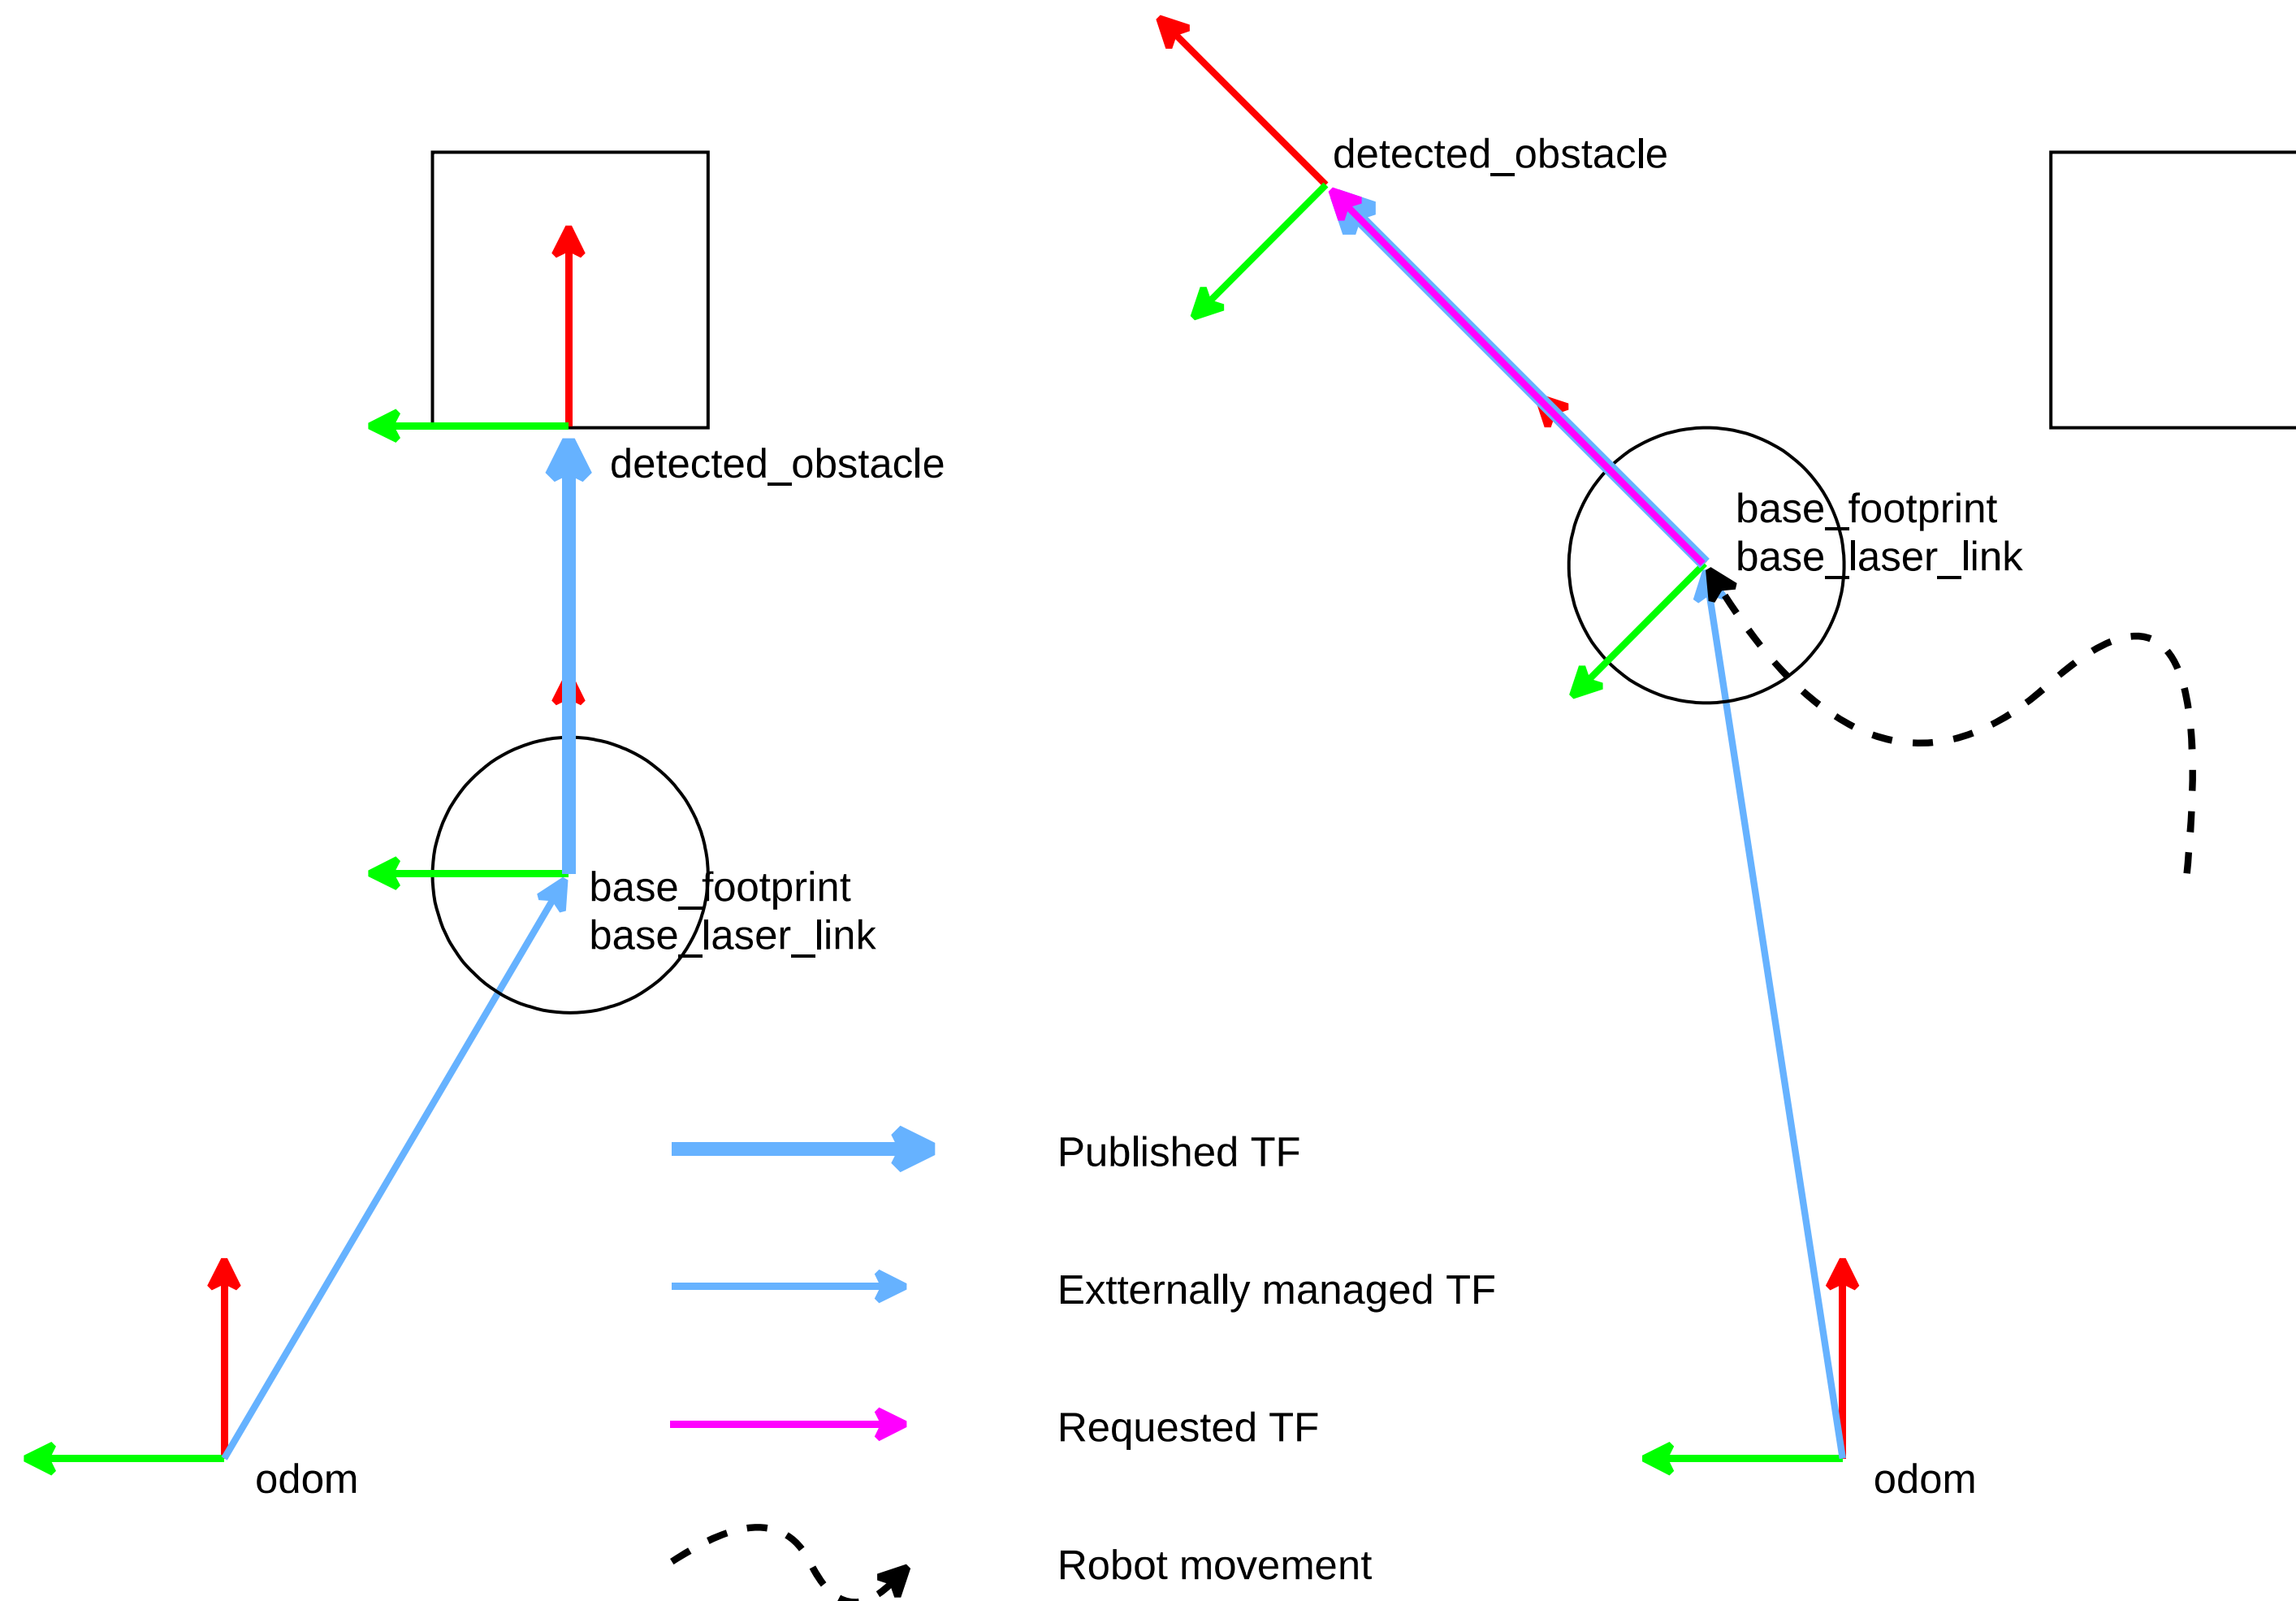 detected_obstacle
base_footprint
base_laser_link
odom
detected_obstacle
base_footprint
base_laser_link
odom
Published TF
Extternally managed TF
Requested TF
Robot movement